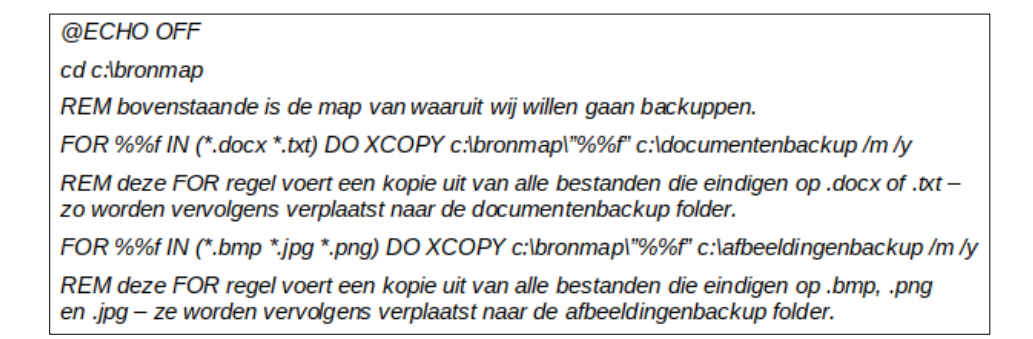 @ECHO OFF
cd c:\bronmap
REM bovenstaande is de map van waaruit wij willen gaan backuppen.
FOR %%f IN (*.docx *.txt) DO XCOPY c:\bronmap\”%%f” c:\documentenbackup /m /y
REM deze FOR regel voert een kopie uit van alle bestanden die eindigen op .docx of .txt –
zo worden vervolgens verplaatst naar de documentenbackup folder.
FOR %%f IN (*.bmp *.jpg *.png) DO XCOPY c:\bronmap\”%%f” c:\afbeeldingenbackup /m /y
REM deze FOR regel voert een kopie uit van alle bestanden die eindigen op .bmp, .png
en .jpg – ze worden vervolgens verplaatst naar de afbeeldingenbackup folder.